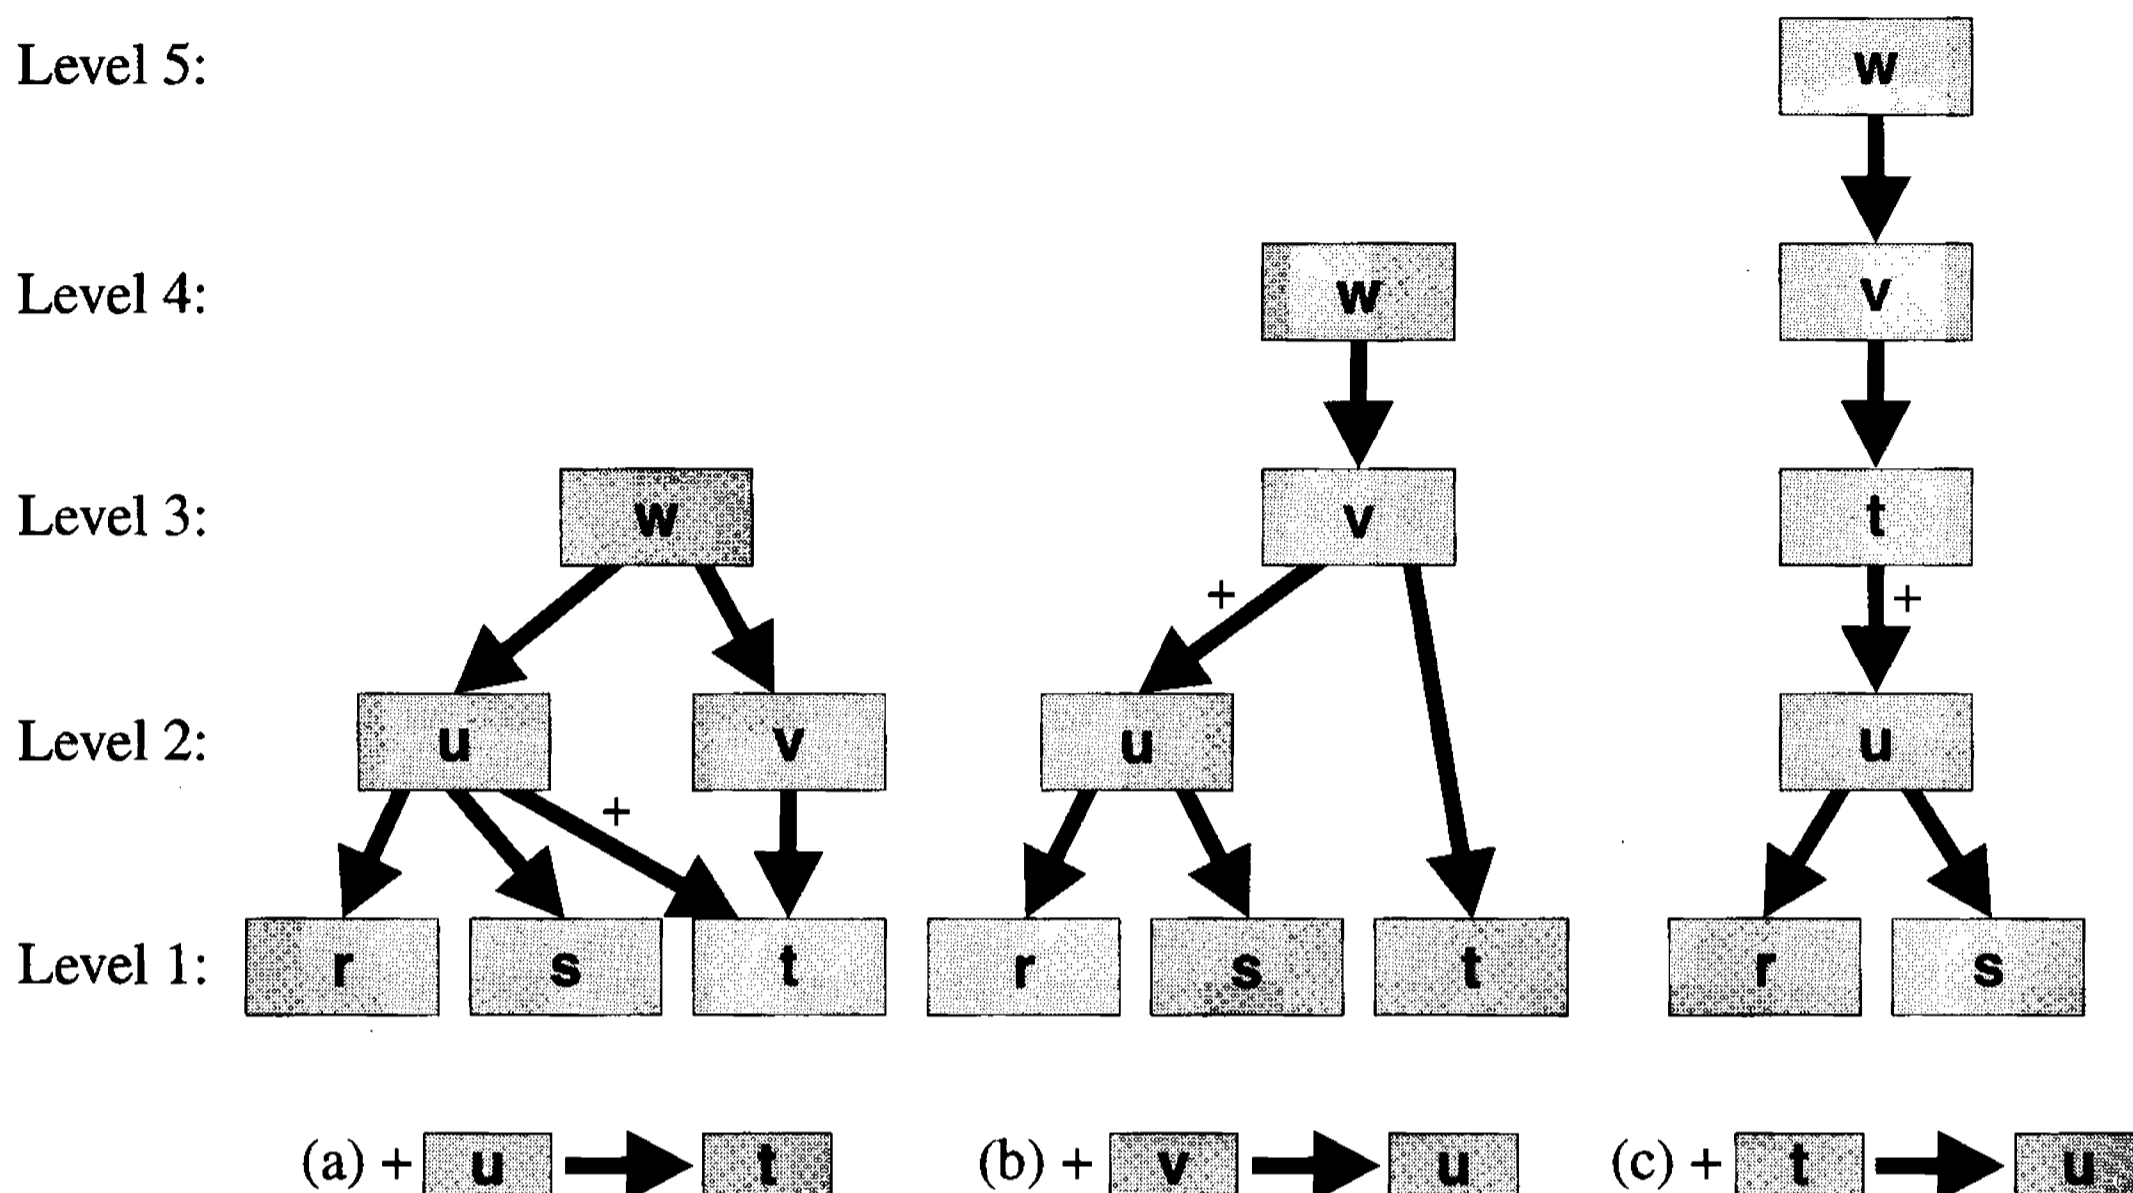 Level 5: w
Level 4: w v
Level 3: w v t
+ +
Level 2: u v u u
+
Level 1: r s t r s t r s
(a) + u t (b) + v u (c) + t u